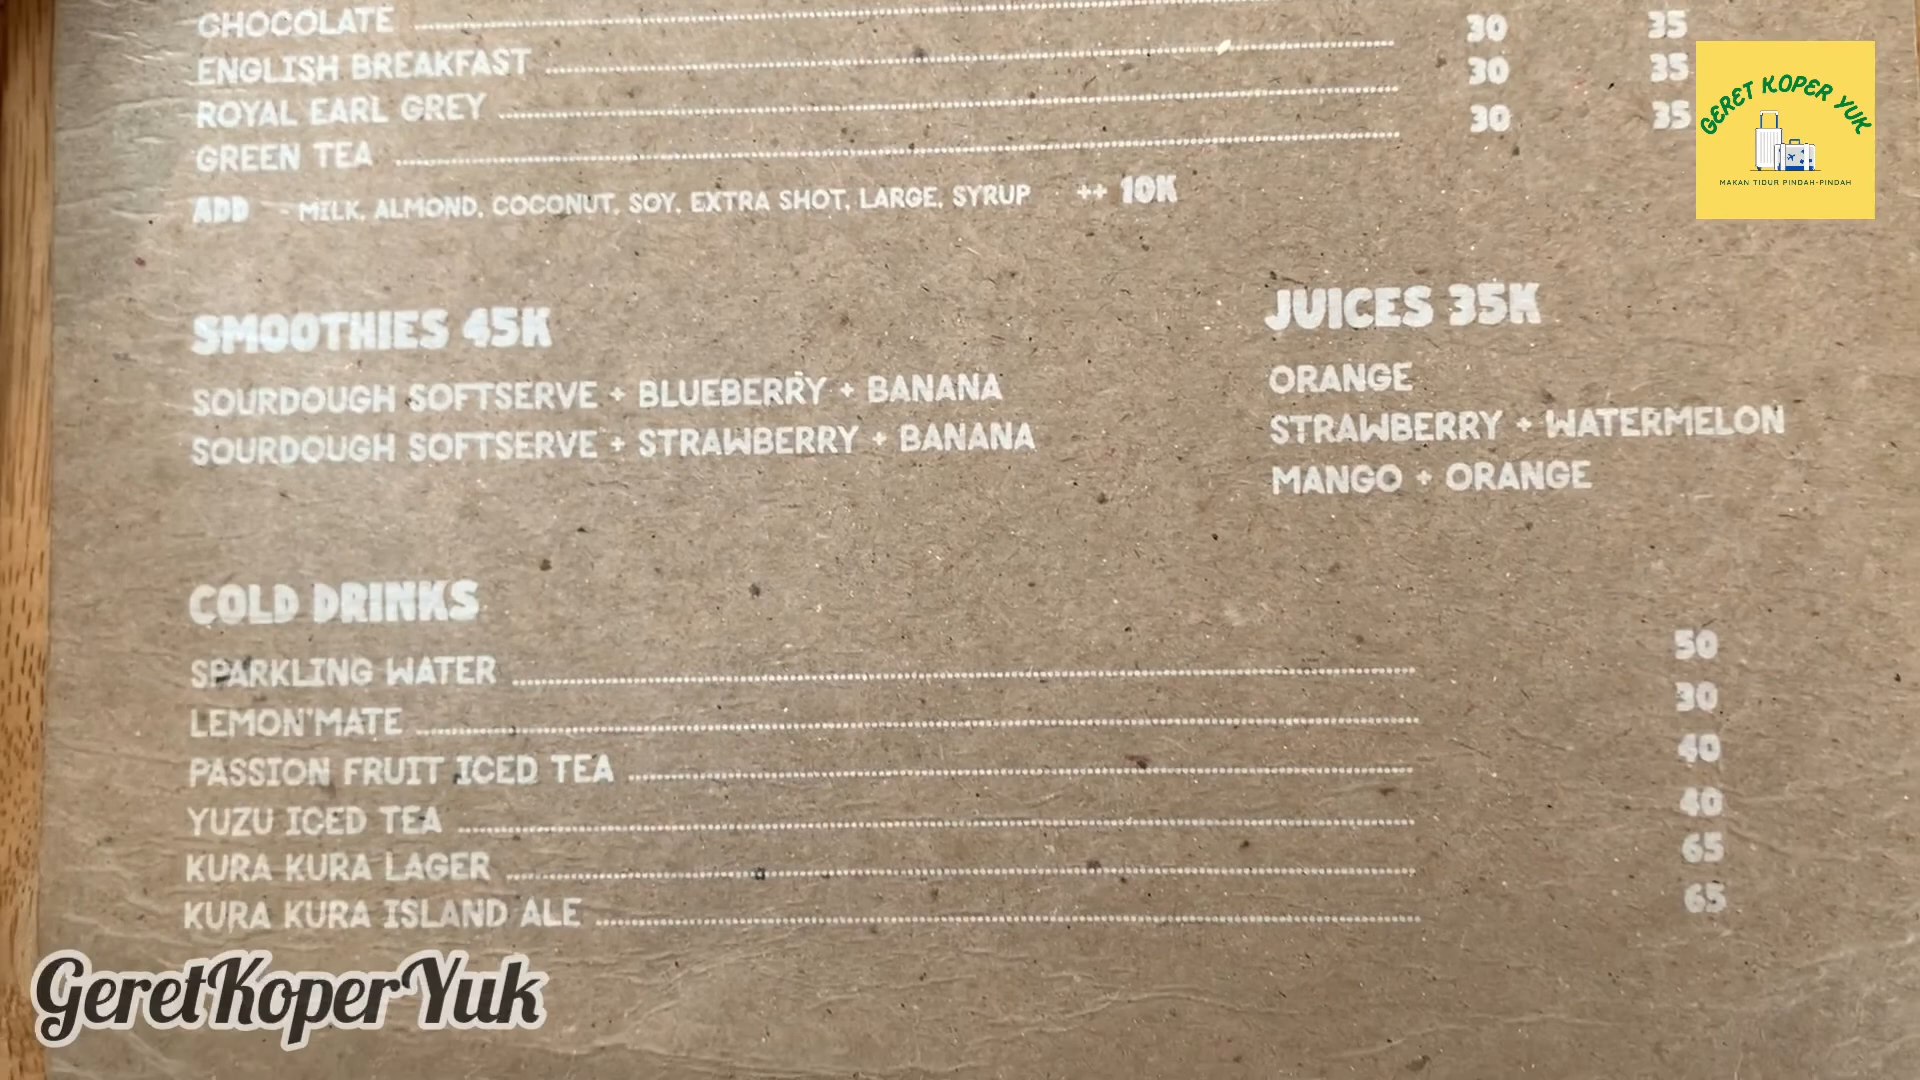 CHOCOLATE ........ 30 35
ENGLISH BREAKFAST ........ 30 35
ROYAL EARL GREY ........ 30 35
GREEN TEA ........
ADD - MILK, ALMOND, COCONUT, SOY, EXTRA SHOT, LARGE, SYRUP ++ 10K
SMOOTHIES 45K
SOURDOUGH SOFTSERVE + BLUEBERRY + BANANA
SOURDOUGH SOFTSERVE + STRAWBERRY + BANANA
JUICES 35K
ORANGE
STRAWBERRY + WATERMELON
MANGO + ORANGE
COLD DRINKS
SPARKLING WATER ........ 50
LEMON'MATE ........ 30
PASSION FRUIT ICED TEA ........ 40
YUZU ICED TEA ........ 40
KURA KURA LAGER ........ 65
KURA KURA ISLAND ALE ........ 65
GERET KOPER YUK
MAKAN TIDUR PINDAH-PINDAH
GeretKoperYuk